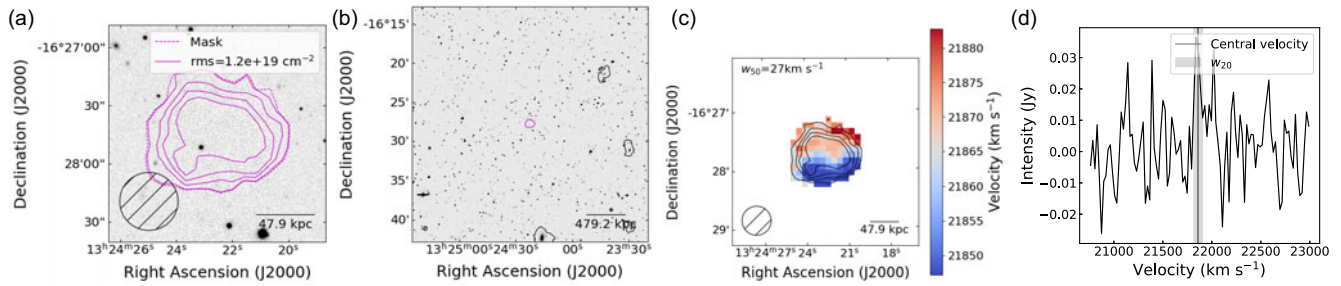 (a)
Declination (J2000)
-16°27'00"
30"
28'00"
30"
Mask
rms=1.2e+19 cm⁻²
47.9 kpc
13ʰ24ᵐ26ˢ
24ˢ
22ˢ
20ˢ
Right Ascension (J2000)
(b)
Declination (J2000)
-16°15'
20'
25'
30'
35'
40'
479.2 kpc
13ʰ25ᵐ00ˢ
24ᵐ30ˢ
00ˢ
23ᵐ30ˢ
Right Ascension (J2000)
(c)
Declination (J2000)
-16°27'
28'
29'
w₅₀=27km s⁻¹
47.9 kpc
13ʰ24ᵐ27ˢ
24ˢ
21ˢ
18ˢ
Right Ascension (J2000)
21880
21875
21870
21865
21860
21855
21850
Velocity (km s⁻¹)
(d)
Intensity (Jy)
0.03
0.02
0.01
0.00
−0.01
−0.02
Central velocity
w₂₀
21000
21500
22000
22500
23000
Velocity (km s⁻¹)